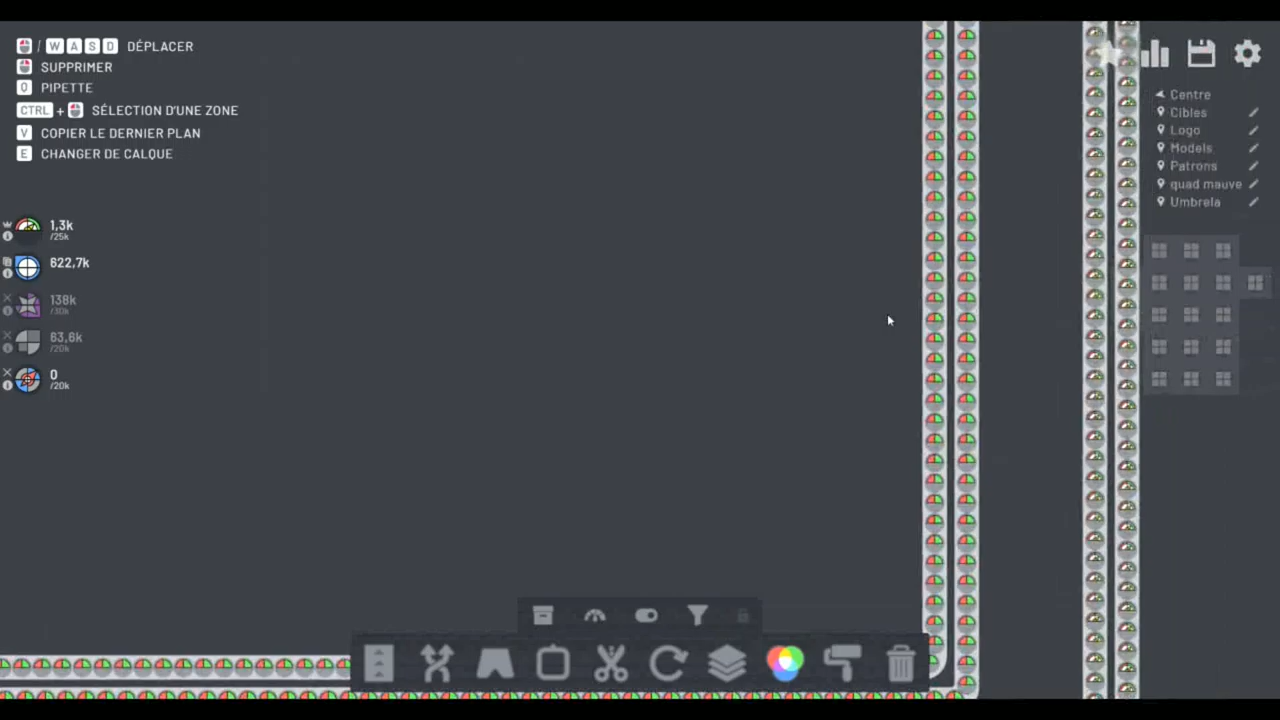 / W A S D DÉPLACER
SUPPRIMER
Q PIPETTE
CTRL + SÉLECTION D'UNE ZONE
V COPIER LE DERNIER PLAN
E CHANGER DE CALQUE
1,3k
/25k
622,7k
138k
/30k
63,6k
/20k
0
/20k
Centre
Cibles
Logo
Models
Patrons
quad mauve
Umbrela